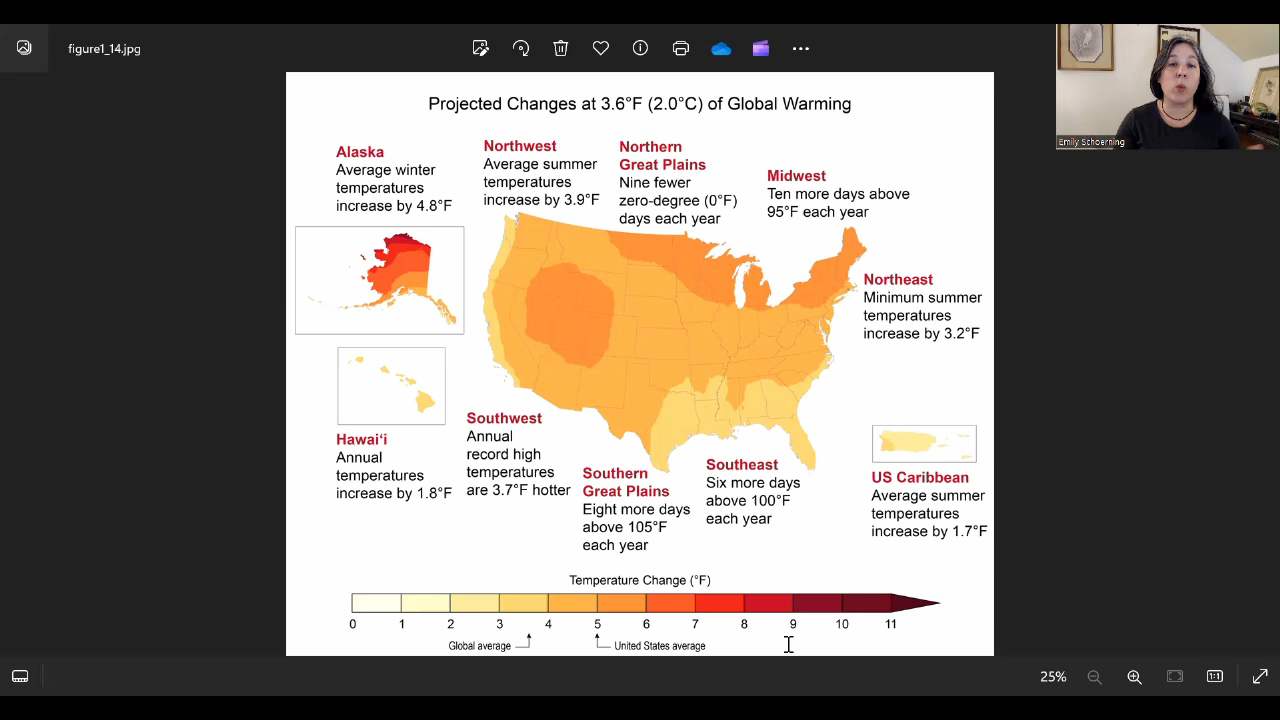 figure1_14.jpg
Emily Schoerning
Projected Changes at 3.6°F (2.0°C) of Global Warming
Alaska
Average winter
temperatures
increase by 4.8°F
Northwest
Average summer
temperatures
increase by 3.9°F
Northern
Great Plains
Nine fewer
zero-degree (0°F)
days each year
Midwest
Ten more days above
95°F each year
Northeast
Minimum summer
temperatures
increase by 3.2°F
Hawaiʻi
Annual
temperatures
increase by 1.8°F
Southwest
Annual
record high
temperatures
are 3.7°F hotter
Southern
Great Plains
Eight more days
above 105°F
each year
Southeast
Six more days
above 100°F
each year
US Caribbean
Average summer
temperatures
increase by 1.7°F
Temperature Change (°F)
0 1 2 3 4 5 6 7 8 9 10 11
Global average
United States average
25%
1:1